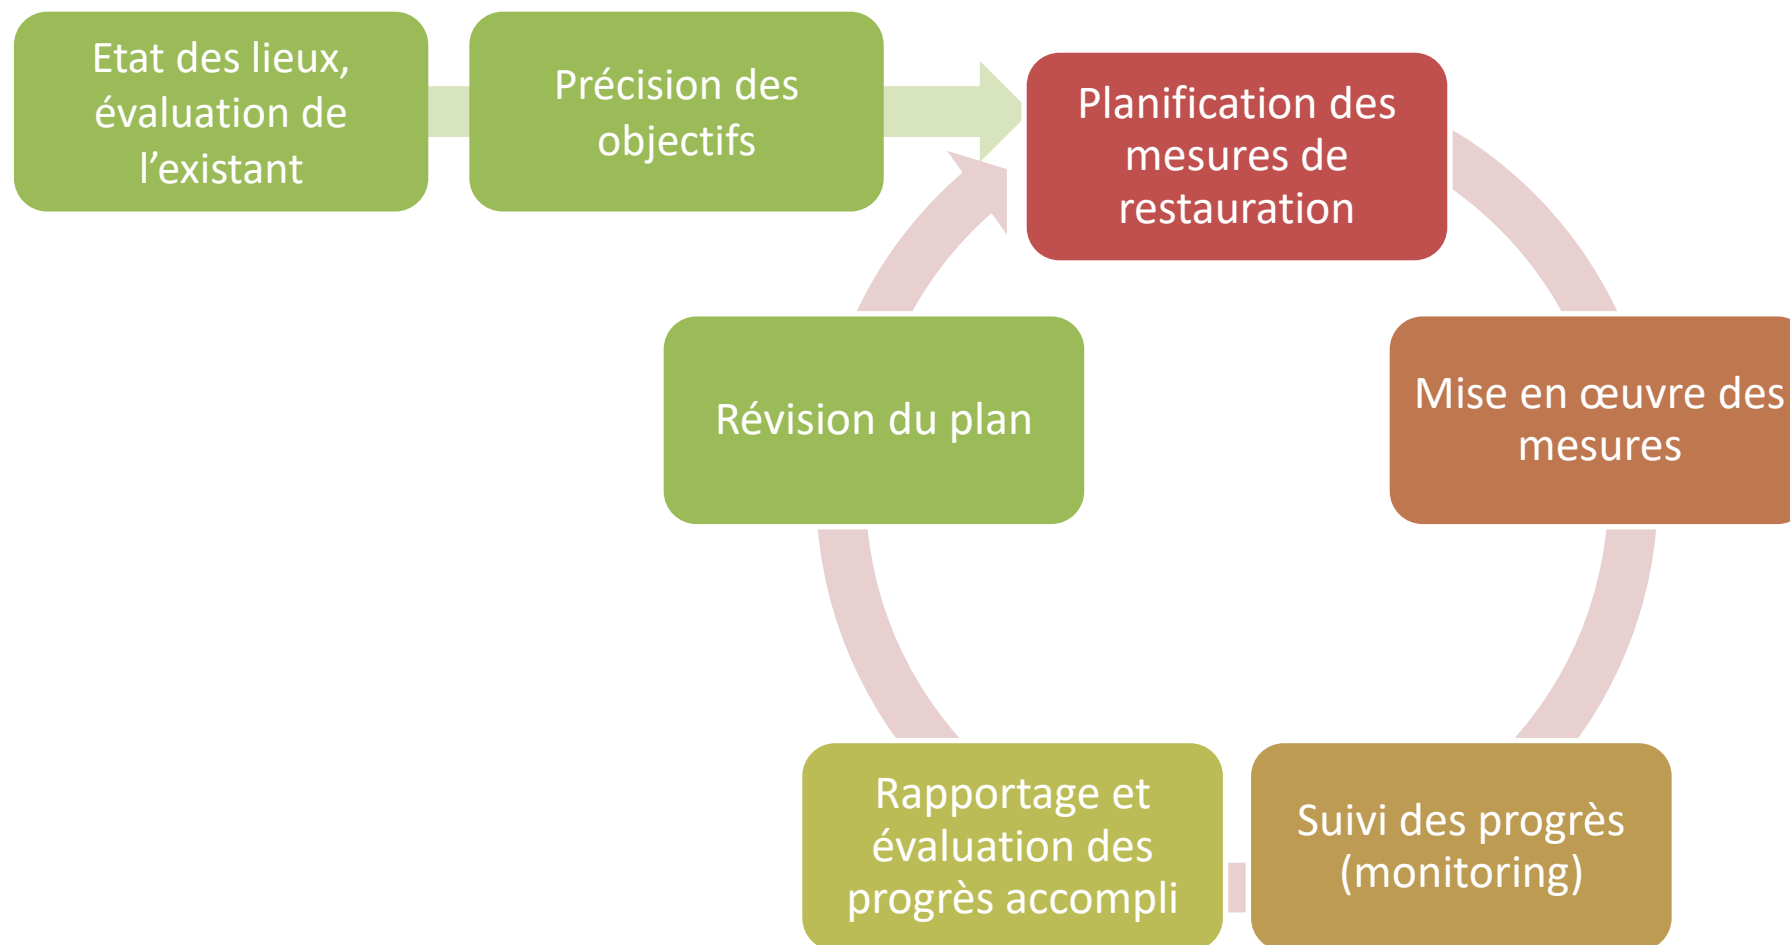 Etat des lieux,
évaluation de
l’existant
Précision des
objectifs
Planification des
mesures de
restauration
Révision du plan
Mise en œuvre des
mesures
Rapportage et
évaluation des
progrès accompli
Suivi des progrès
(monitoring)